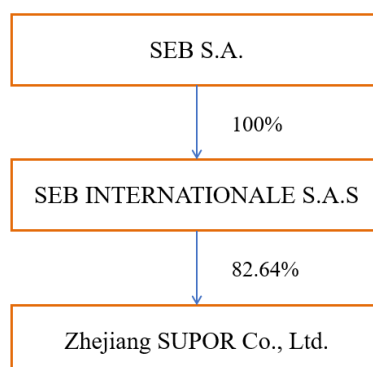 SEB S.A.
100%
SEB INTERNATIONALE S.A.S
82.64%
Zhejiang SUPOR Co., Ltd.